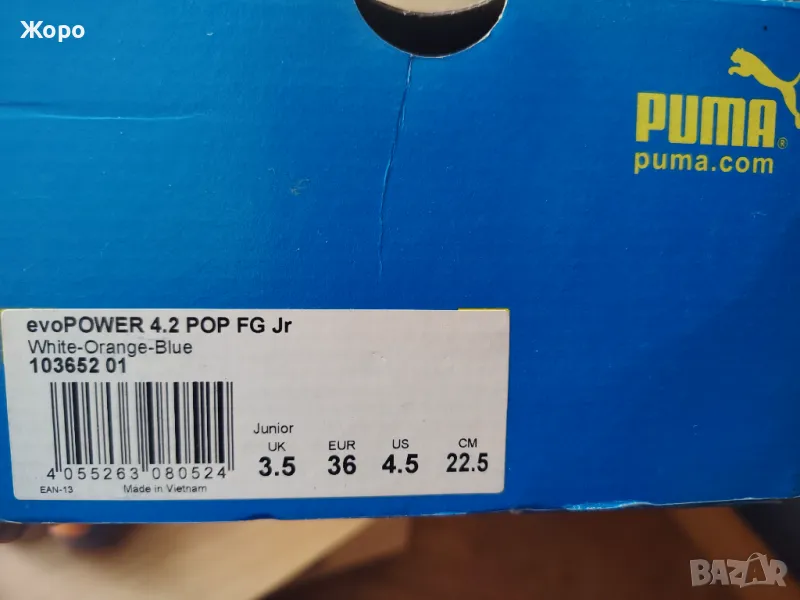 Жоро
PUMA®
puma.com
evoPOWER 4.2 POP FG Jr
White-Orange-Blue
103652 01
Junior
UK EUR US CM
3.5 36 4.5 22.5
4 055263 080524
EAN-13 Made in Vietnam
BAZAR